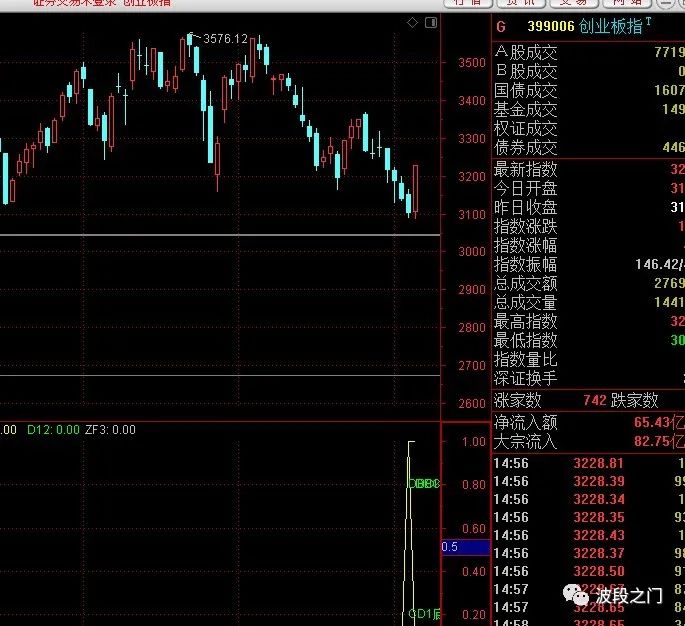 证券交易未登录 创业板指
行情 资讯 交易 网站
3576.12
3500
3400
3300
3200
3100
3000
2900
2800
2700
2600
.00 D12: 0.00 ZF3: 0.00
1.00
0.80
0.60
0.5
0.40
0.20
G 399006 创业板指T
A股成交 7719
B股成交 0
国债成交 1607
基金成交 149
权证成交
债券成交 446
最新指数 32
今日开盘 31
昨日收盘 31
指数涨跌 1
指数涨幅
指数振幅 146.42/
总成交额 2769
总成交量 1441
最高指数 32
最低指数 30
指数量比
深证换手
涨家数 742 跌家数
净流入额 65.43亿
大宗流入 82.75亿
14:56 3228.81 1
14:56 3228.39 99
14:56 3228.34 1
14:56 3228.35 93
14:56 3228.43 1
14:56 3228.37 98
14:56 3228.50 97
14:57 87
14:57 84
14:58 34
波段之门